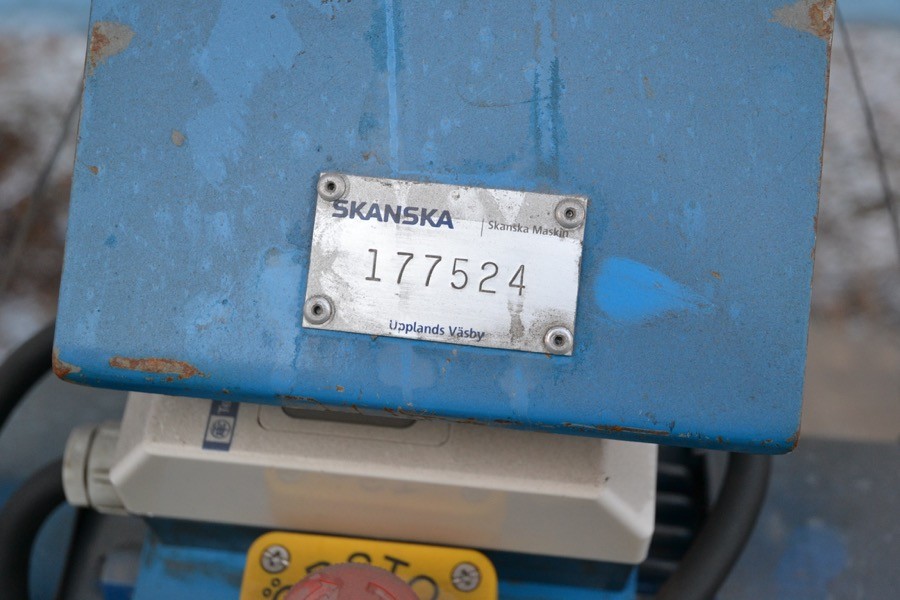 SKANSKA
Skanska Maskin
177524
Upplands Väsby